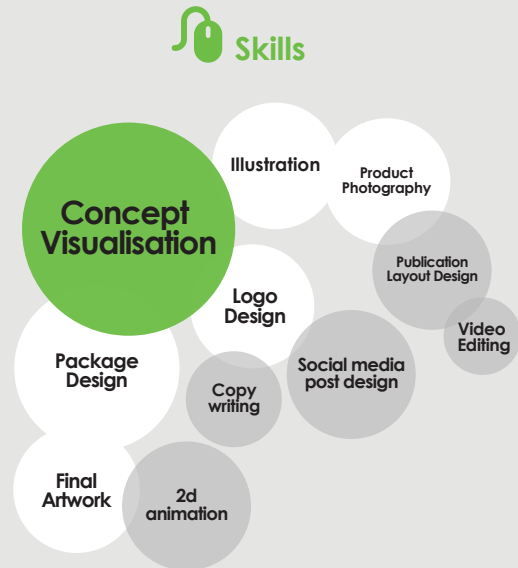 Skills
Illustration
Product
Photography
Concept
Visualisation
Publication
Layout Design
Logo
Design
Video
Editing
Package
Design
Social media
post design
Copy
writing
Final
Artwork
2d
animation